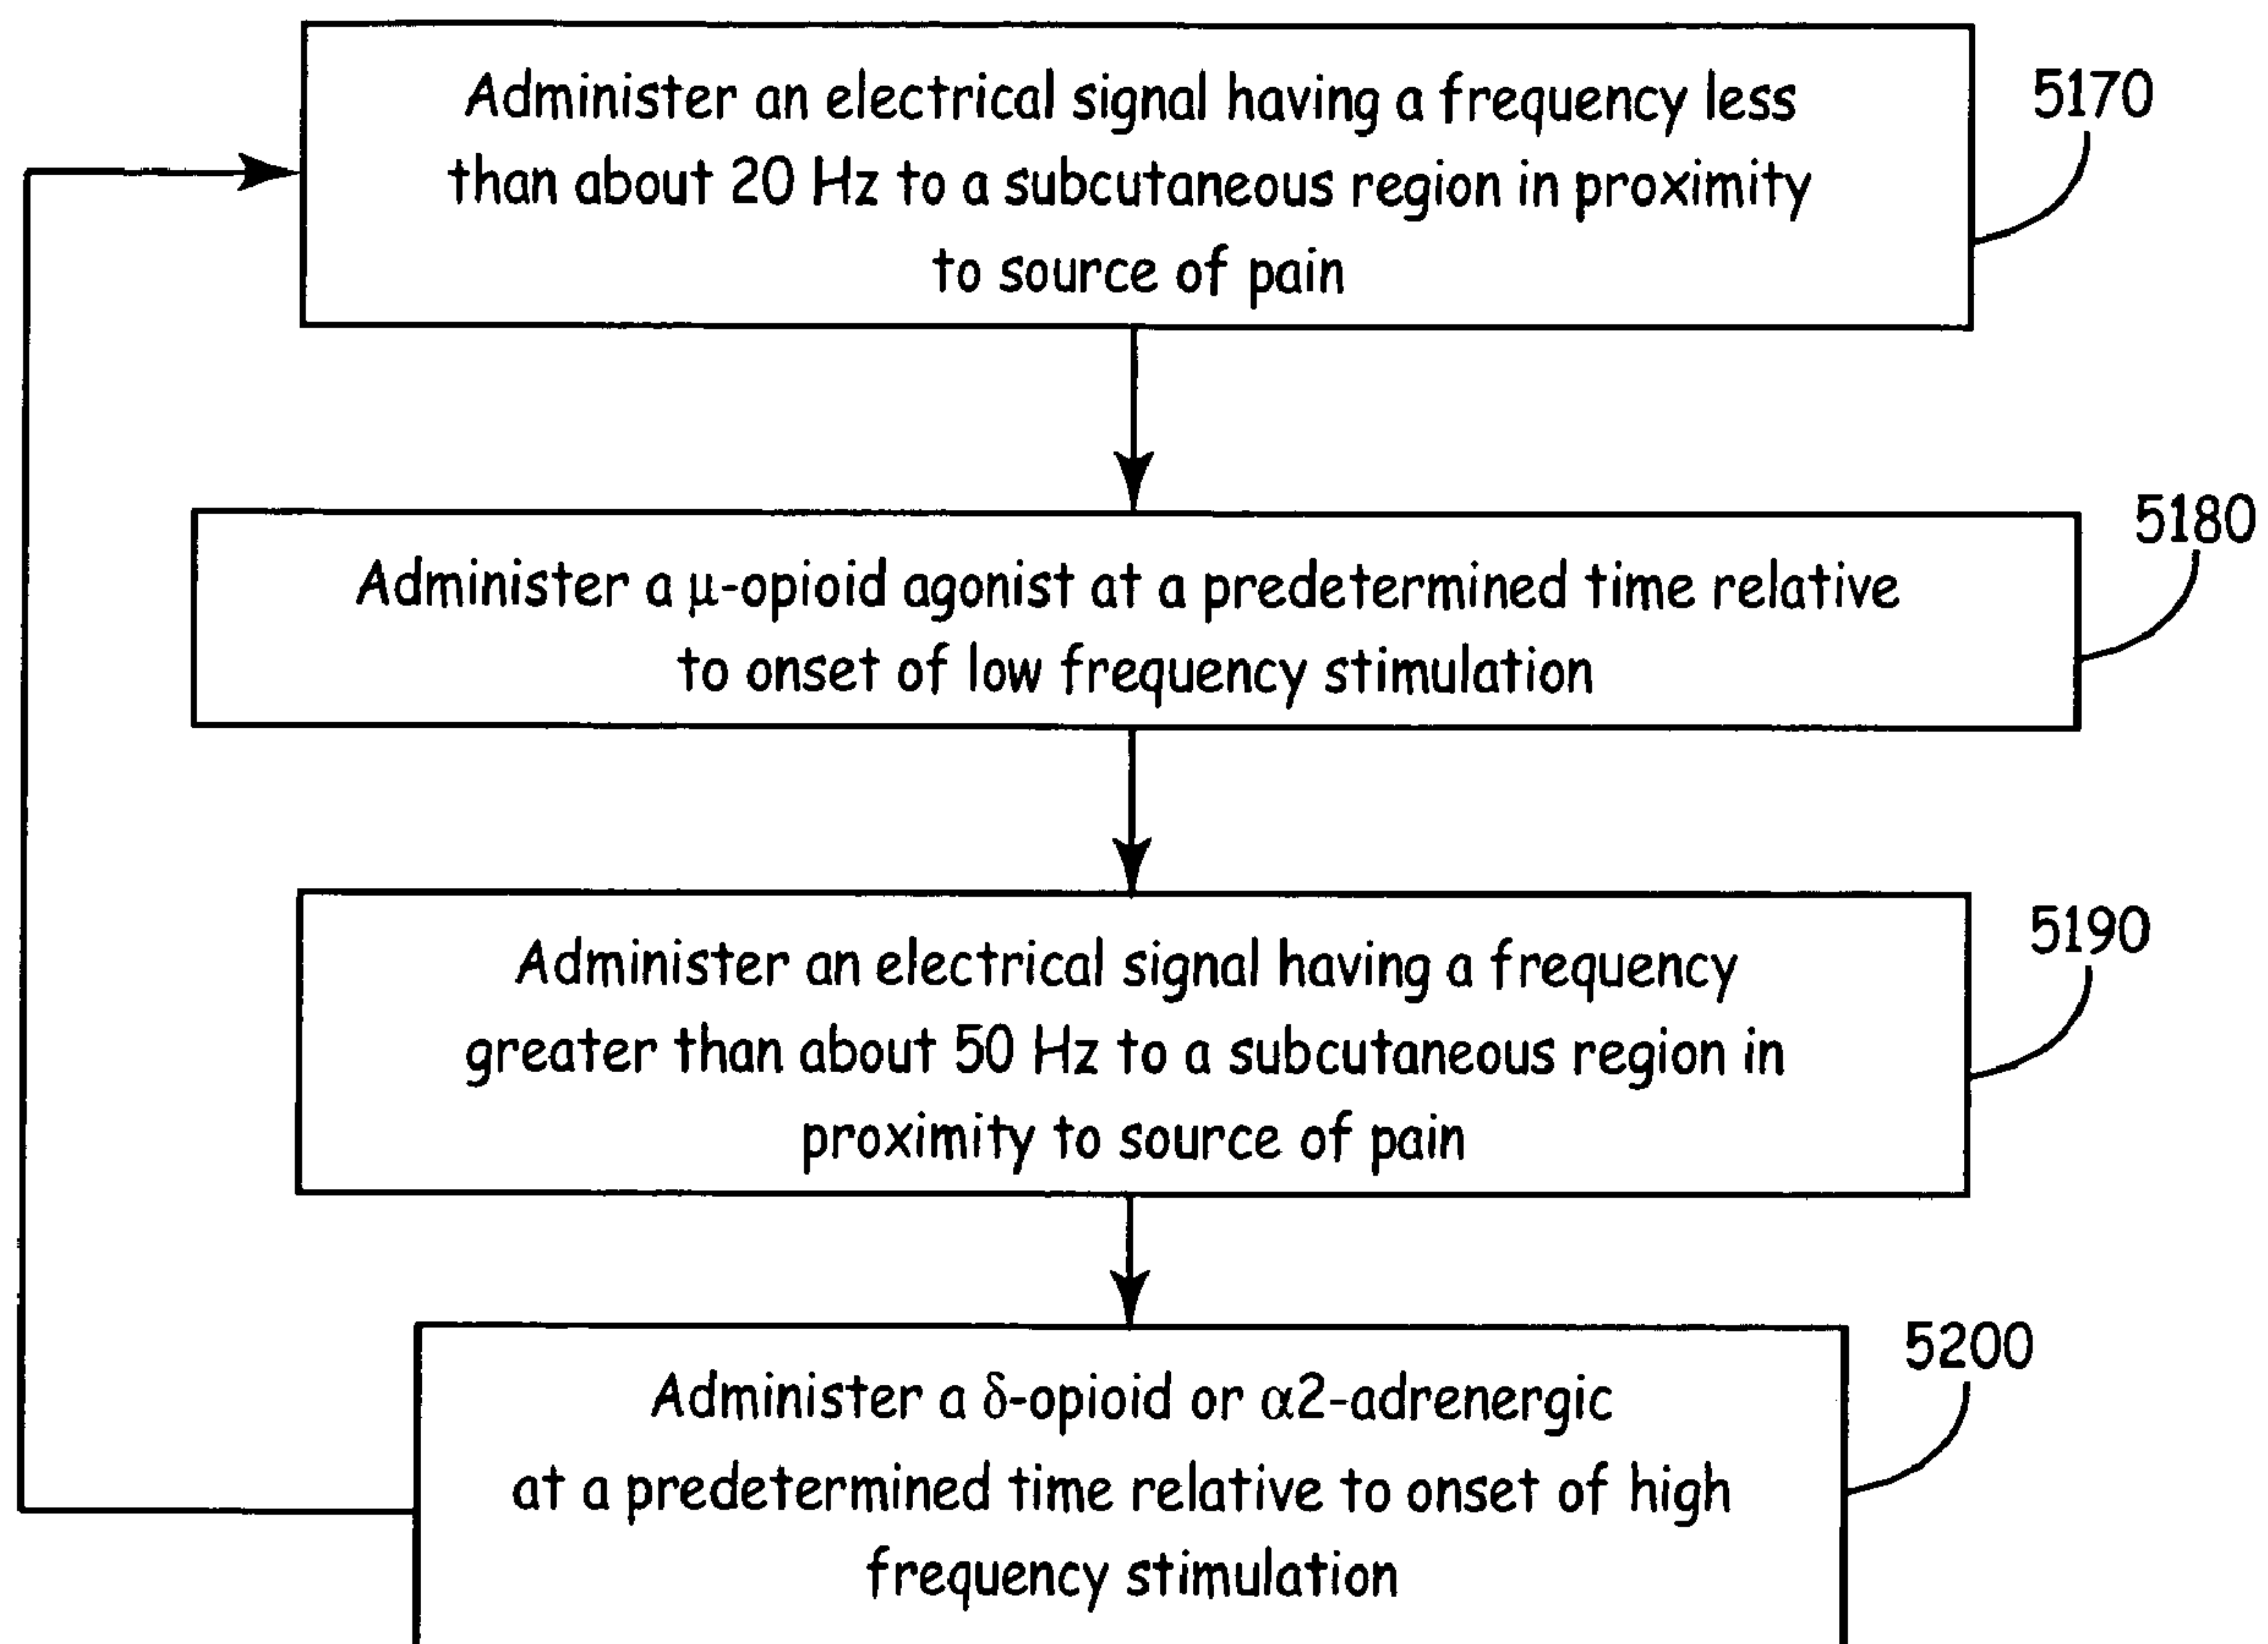 Administer an electrical signal having a frequency less
than about 20 Hz to a subcutaneous region in proximity
to source of pain
5170
Administer a μ-opioid agonist at a predetermined time relative
to onset of low frequency stimulation
5180
Administer an electrical signal having a frequency
greater than about 50 Hz to a subcutaneous region in
proximity to source of pain
5190
Administer a δ-opioid or α2-adrenergic
at a predetermined time relative to onset of high
frequency stimulation
5200